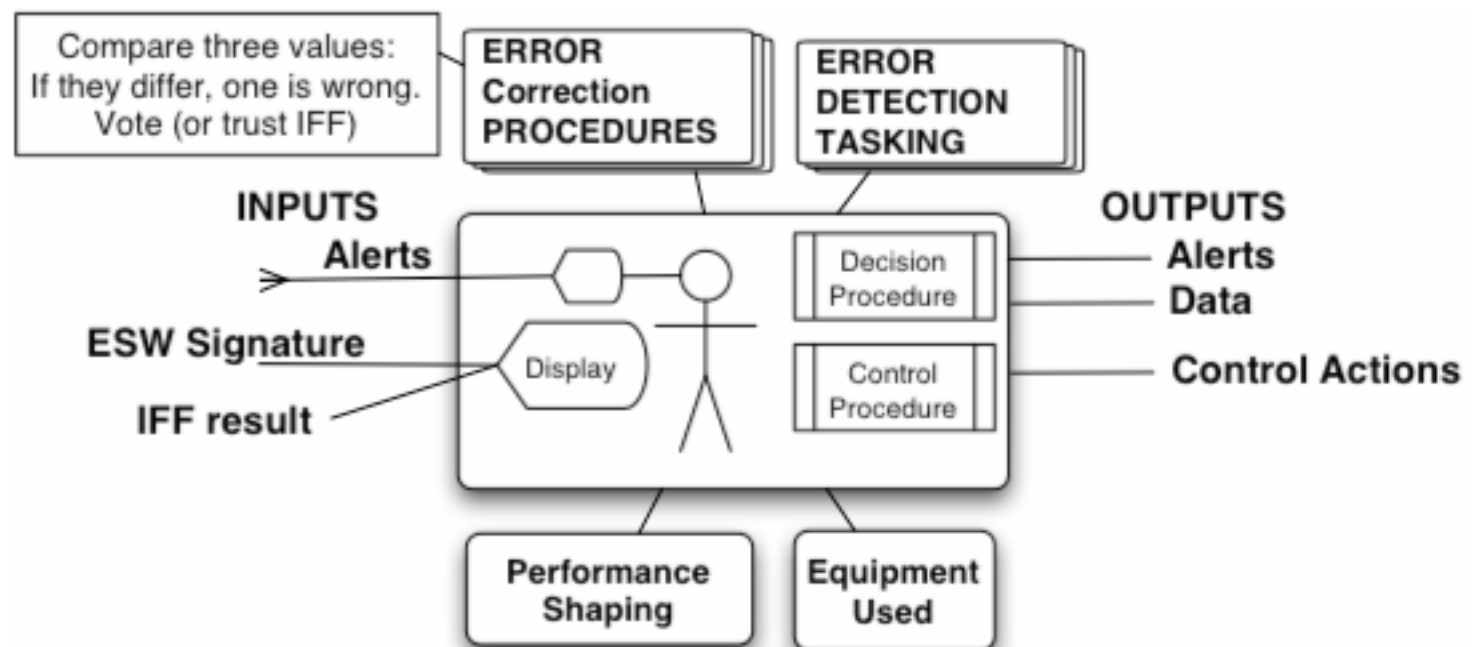 Compare three values:
If they differ, one is wrong.
Vote (or trust IFF)
ERROR
Correction
PROCEDURES
ERROR
DETECTION
TASKING
INPUTS
Alerts
ESW Signature
IFF result
Display
Decision
Procedure
Control
Procedure
OUTPUTS
Alerts
Data
Control Actions
Performance
Shaping
Equipment
Used